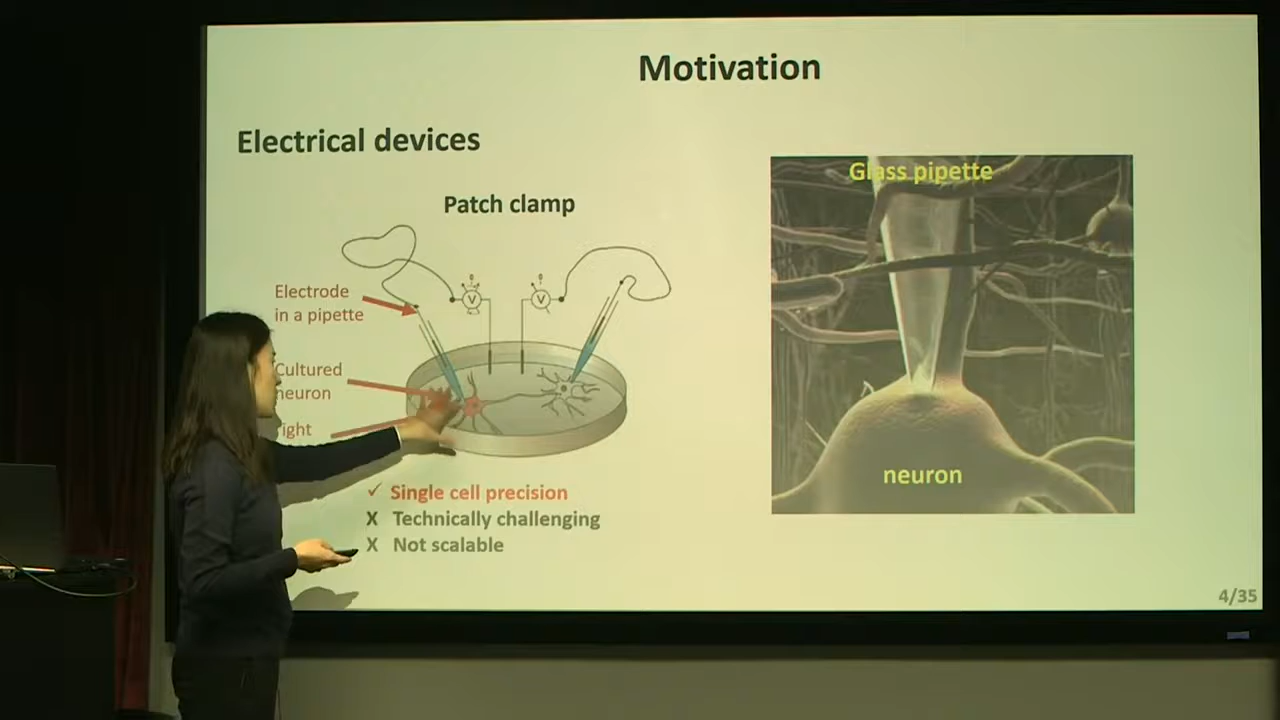 Motivation
Electrical devices
Patch clamp
Electrode
in a pipette
Cultured
neuron
V
V
✓ Single cell precision
X Technically challenging
X Not scalable
Glass pipette
neuron
4/35